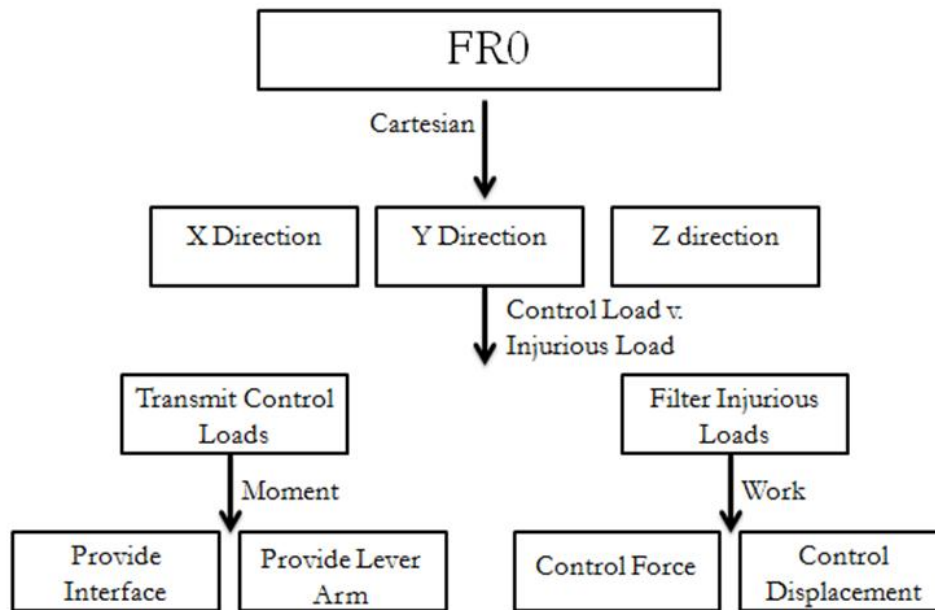 FR0
Cartesian
X Direction
Y Direction
Z direction
Control Load v.
Injurious Load
Transmit Control
Loads
Filter Injurious
Loads
Moment
Work
Provide
Interface
Provide Lever
Arm
Control Force
Control
Displacement